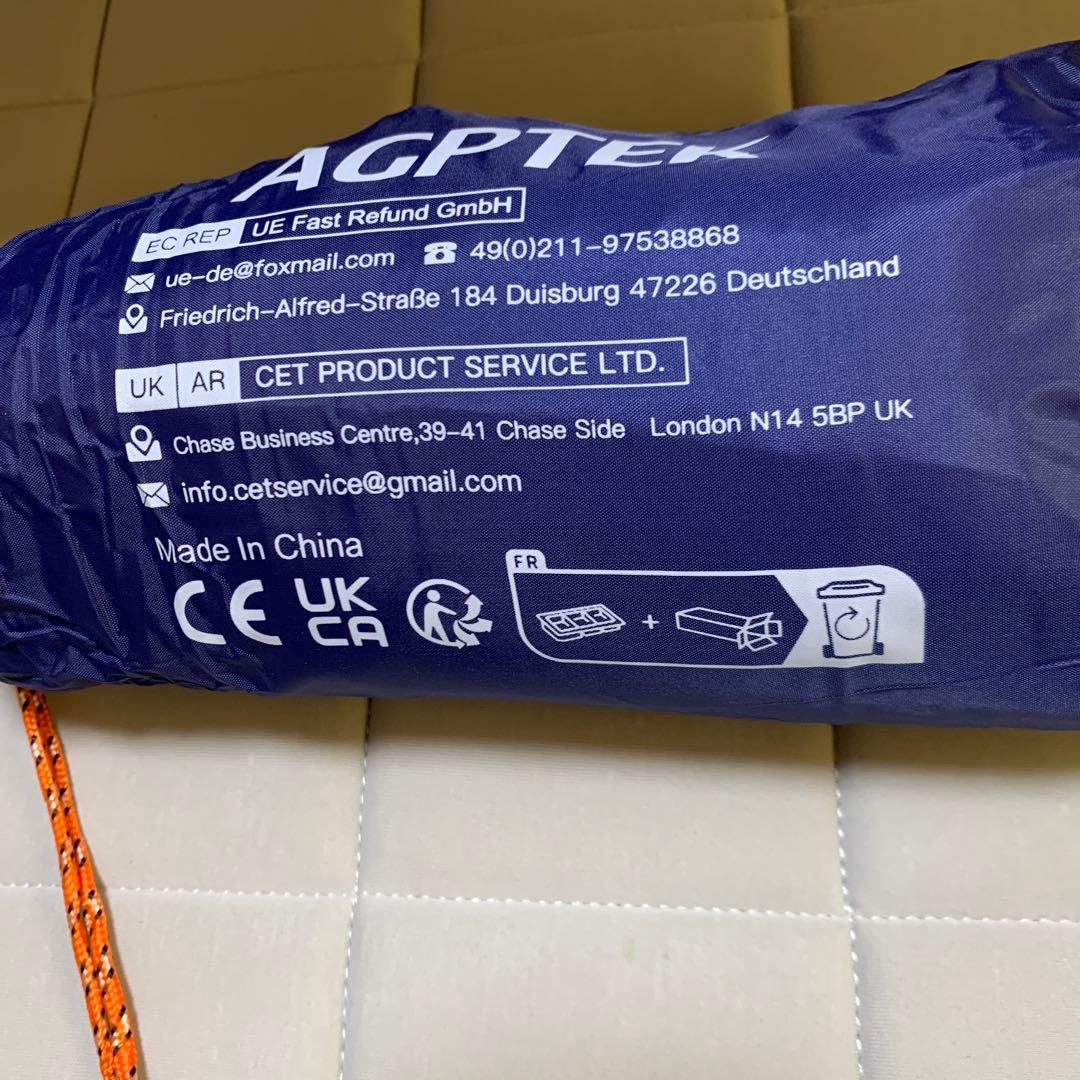 AGPTEK
EC REP UE Fast Refund GmbH
ue-de@foxmail.com 49(0)211-97538868
Friedrich-Alfred-Straße 184 Duisburg 47226 Deutschland
UK AR CET PRODUCT SERVICE LTD.
Chase Business Centre,39-41 Chase Side London N14 5BP UK
info.cetservice@gmail.com
Made In China
CE UK CA
FR
+